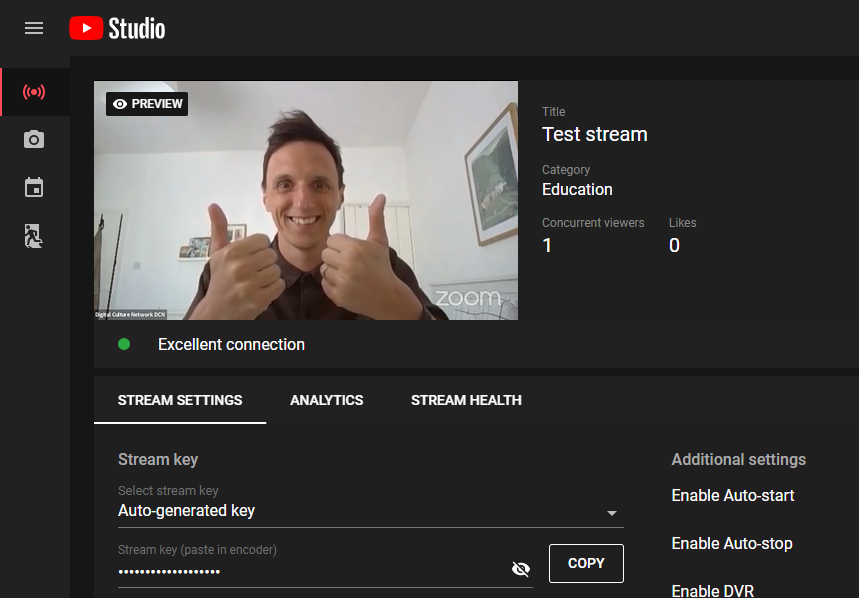 Studio
PREVIEW
zoom
Digital Culture Network DCN
Title
Test stream
Category
Education
Concurrent viewers
1
Likes
0
Excellent connection
STREAM SETTINGS
ANALYTICS
STREAM HEALTH
Stream key
Select stream key
Auto-generated key
Stream key (paste in encoder)
•••••••••••••••••••
COPY
Additional settings
Enable Auto-start
Enable Auto-stop
Enable DVR